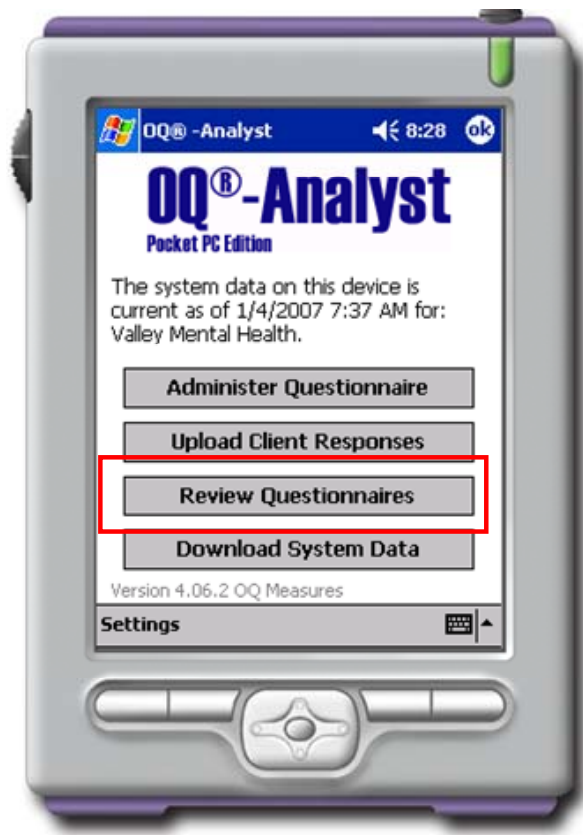 OQ® -Analyst 8:28 ok
OQ®-Analyst
Pocket PC Edition
The system data on this device is
current as of 1/4/2007 7:37 AM for:
Valley Mental Health.
Administer Questionnaire
Upload Client Responses
Review Questionnaires
Download System Data
Version 4.06.2 OQ Measures
Settings